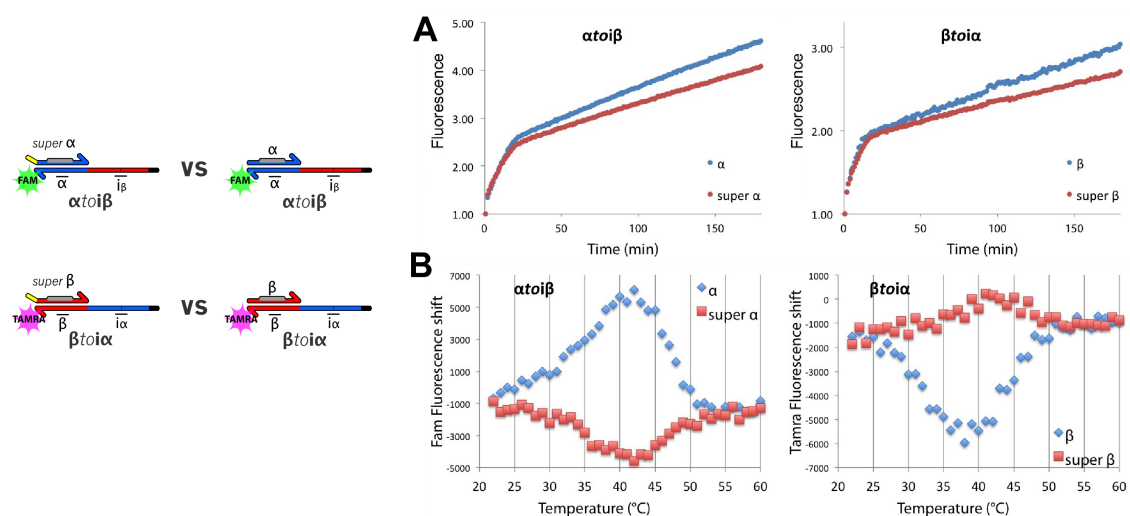 super α
α
VS
FAM
FAM
α̅
i̅β
α̅
i̅β
αtoiβ
αtoiβ
super β
β
VS
TAMRA
TAMRA
β̅
i̅α
β̅
i̅α
βtoiα
βtoiα
A
αtoiβ
5.00
4.00
3.00
2.00
1.00
Fluorescence
α
super α
0
50
100
150
Time (min)
βtoiα
3.00
2.00
1.00
Fluorescence
β
super β
0
50
100
150
Time (min)
B
αtoiβ
7000
5000
3000
1000
-1000
-3000
-5000
Fam Fluorescence shift
α
super α
20 25 30 35 40 45 50 55 60
Temperature (°C)
βtoiα
1000
0
-1000
-2000
-3000
-4000
-5000
-6000
-7000
Tamra Fluorescence shift
β
super β
20 25 30 35 40 45 50 55 60
Temperature (°C)